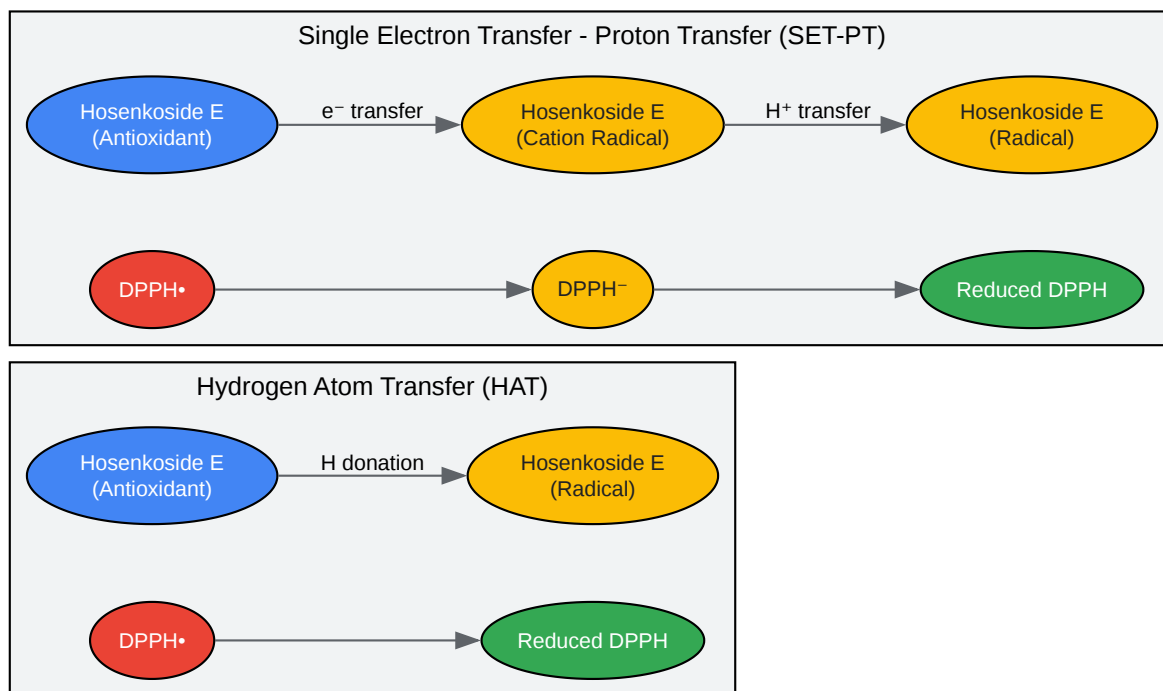 Single Electron Transfer - Proton Transfer (SET-PT)
Hosenkoside E
(Antioxidant)
e⁻ transfer
Hosenkoside E
(Cation Radical)
H⁺ transfer
Hosenkoside E
(Radical)
DPPH•
DPPH⁻
Reduced DPPH
Hydrogen Atom Transfer (HAT)
Hosenkoside E
(Antioxidant)
H donation
Hosenkoside E
(Radical)
DPPH•
Reduced DPPH